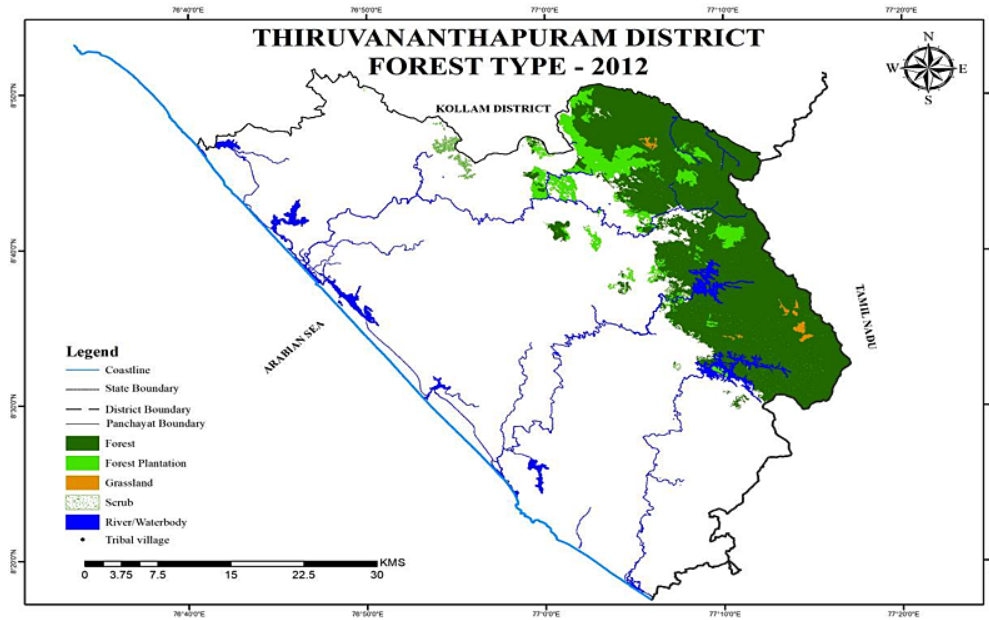 76°40'0"E 76°50'0"E 77°0'0"E 77°10'0"E 77°20'0"E
THIRUVANANTHAPURAM DISTRICT
FOREST TYPE - 2012
N
W E
S
8°50'0"N
KOLLAM DISTRICT
8°40'0"N
TAMIL NADU
ARABIAN SEA
Legend
Coastline
State Boundary
District Boundary
Panchayat Boundary
Forest
Forest Plantation
Grassland
Scrub
River/Waterbody
Tribal village
8°30'0"N
8°20'0"N
KMS
0 3.75 7.5 15 22.5 30
76°40'0"E 76°50'0"E 77°0'0"E 77°10'0"E 77°20'0"E